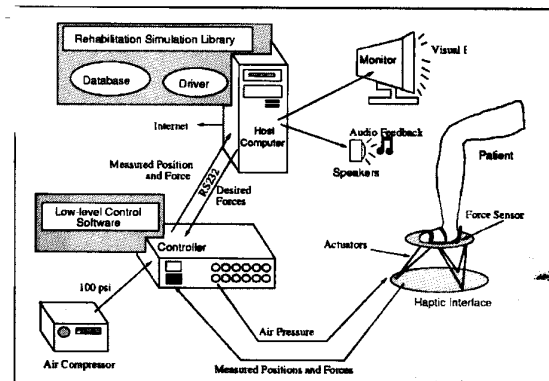 Rehabilitation Simulation Library
Database
Driver
Monitor
Visual
Internet
Host
Computer
Audio Feedback
Speakers
Patient
Measured Position
and Force
RS232
Desired
Forces
Low-level Control
Software
Controller
Force Sensor
Actuators
100 psi
Haptic Interface
Air Pressure
Air Compressor
Measured Positions and Forces